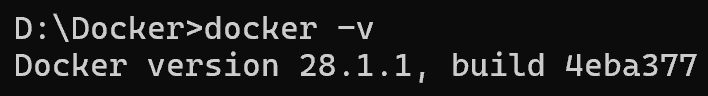 D:\Docker>docker -v
Docker version 28.1.1, build 4eba377